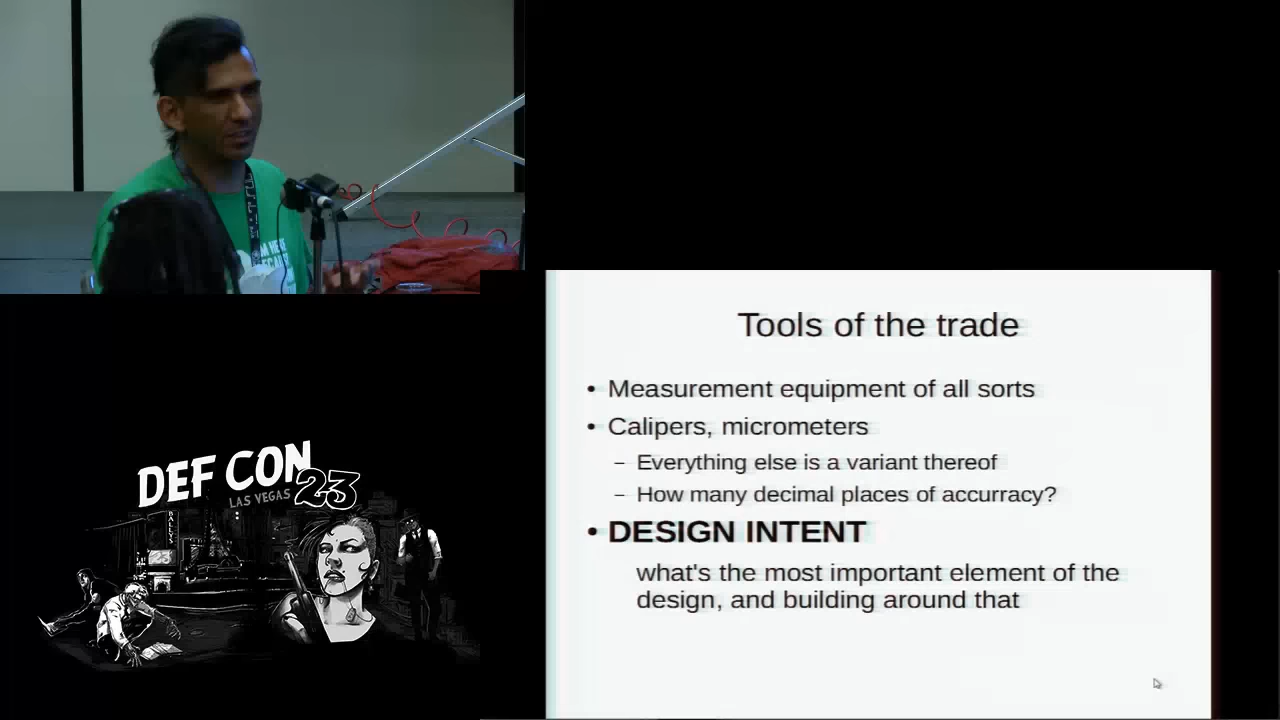 Tools of the trade
• Measurement equipment of all sorts
• Calipers, micrometers
– Everything else is a variant thereof
– How many decimal places of accurracy?
• DESIGN INTENT
what's the most important element of the
design, and building around that
DEF CON 23
LAS VEGAS
BALLYS